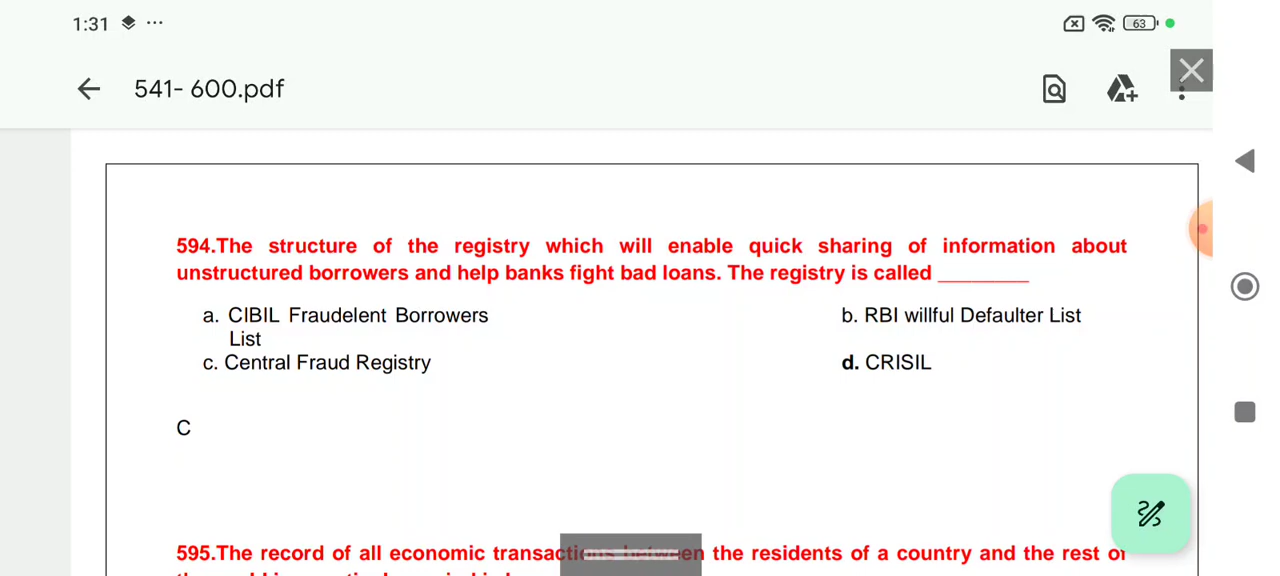 1:31 ...
63
541- 600.pdf
594.The structure of the registry which will enable quick sharing of information about
unstructured borrowers and help banks fight bad loans. The registry is called ________
a. CIBIL Fraudelent Borrowers
List
b. RBI willful Defaulter List
c. Central Fraud Registry
d. CRISIL
C
595.The record of all economic transactions between the residents of a country and the rest of